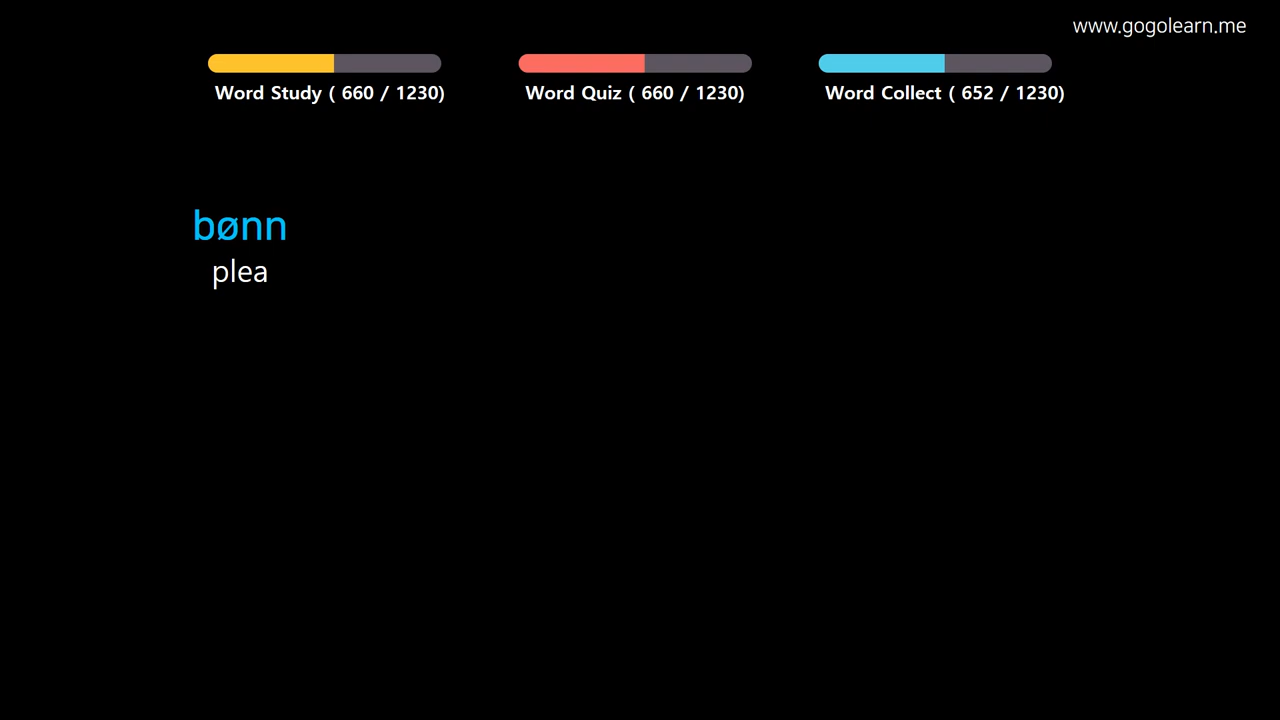 www.gogolearn.me
Word Study ( 660 / 1230)
Word Quiz ( 660 / 1230)
Word Collect ( 652 / 1230)
bønn
plea